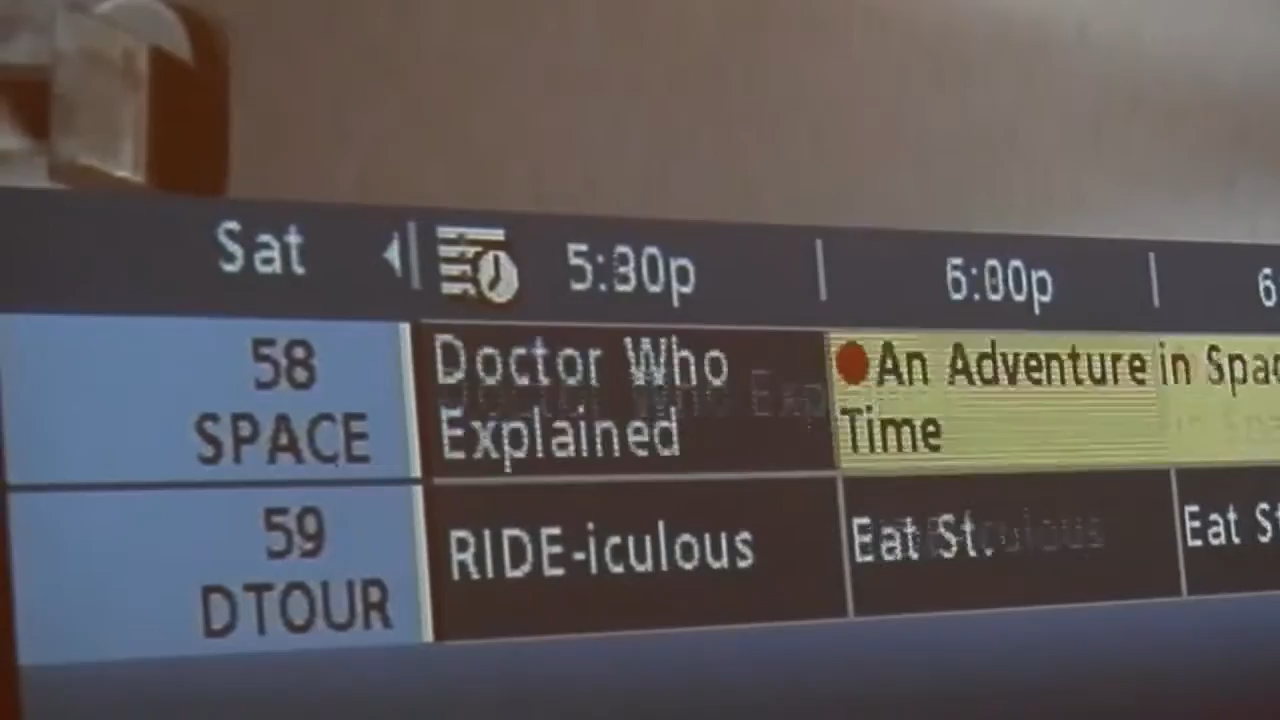 Sat 5:30p 6:00p 6
58 SPACE
Doctor Who
Explained
An Adventure in Spac
Time
59 DTOUR
RIDE-iculous
Eat St.
Eat St